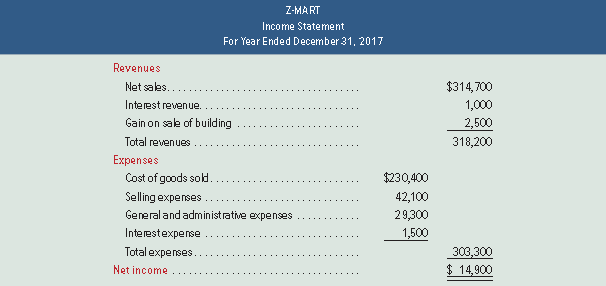 Z-MART
Income Statement
For Year Ended December 31, 2017
Revenues
Net sales. . . . . . . . . . . . . . . . . . . . . . . . . . . . . . . . . . . $314,700
Interest revenue. . . . . . . . . . . . . . . . . . . . . . . . . . . . . 1,000
Gain on sale of building . . . . . . . . . . . . . . . . . . . . . . 2,500
Total revenues . . . . . . . . . . . . . . . . . . . . . . . . . . . . . . 318,200
Expenses
Cost of goods sold. . . . . . . . . . . . . . . . . . . . . . . . . . . $230,400
Selling expenses . . . . . . . . . . . . . . . . . . . . . . . . . . . . 42,100
General and administrative expenses . . . . . . . . . . . 29,300
Interest expense . . . . . . . . . . . . . . . . . . . . . . . . . . . . 1,500
Total expenses. . . . . . . . . . . . . . . . . . . . . . . . . . . . . . 303,300
Net income . . . . . . . . . . . . . . . . . . . . . . . . . . . . . . . . . $ 14,900